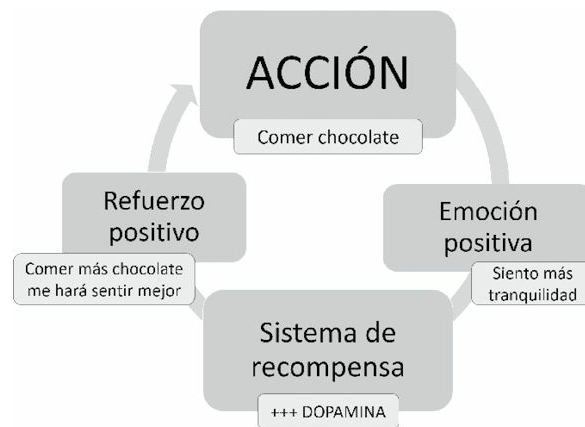 ACCIÓN
Comer chocolate
Emoción
positiva
Siento más
tranquilidad
Sistema de
recompensa
+++ DOPAMINA
Refuerzo
positivo
Comer más chocolate
me hará sentir mejor